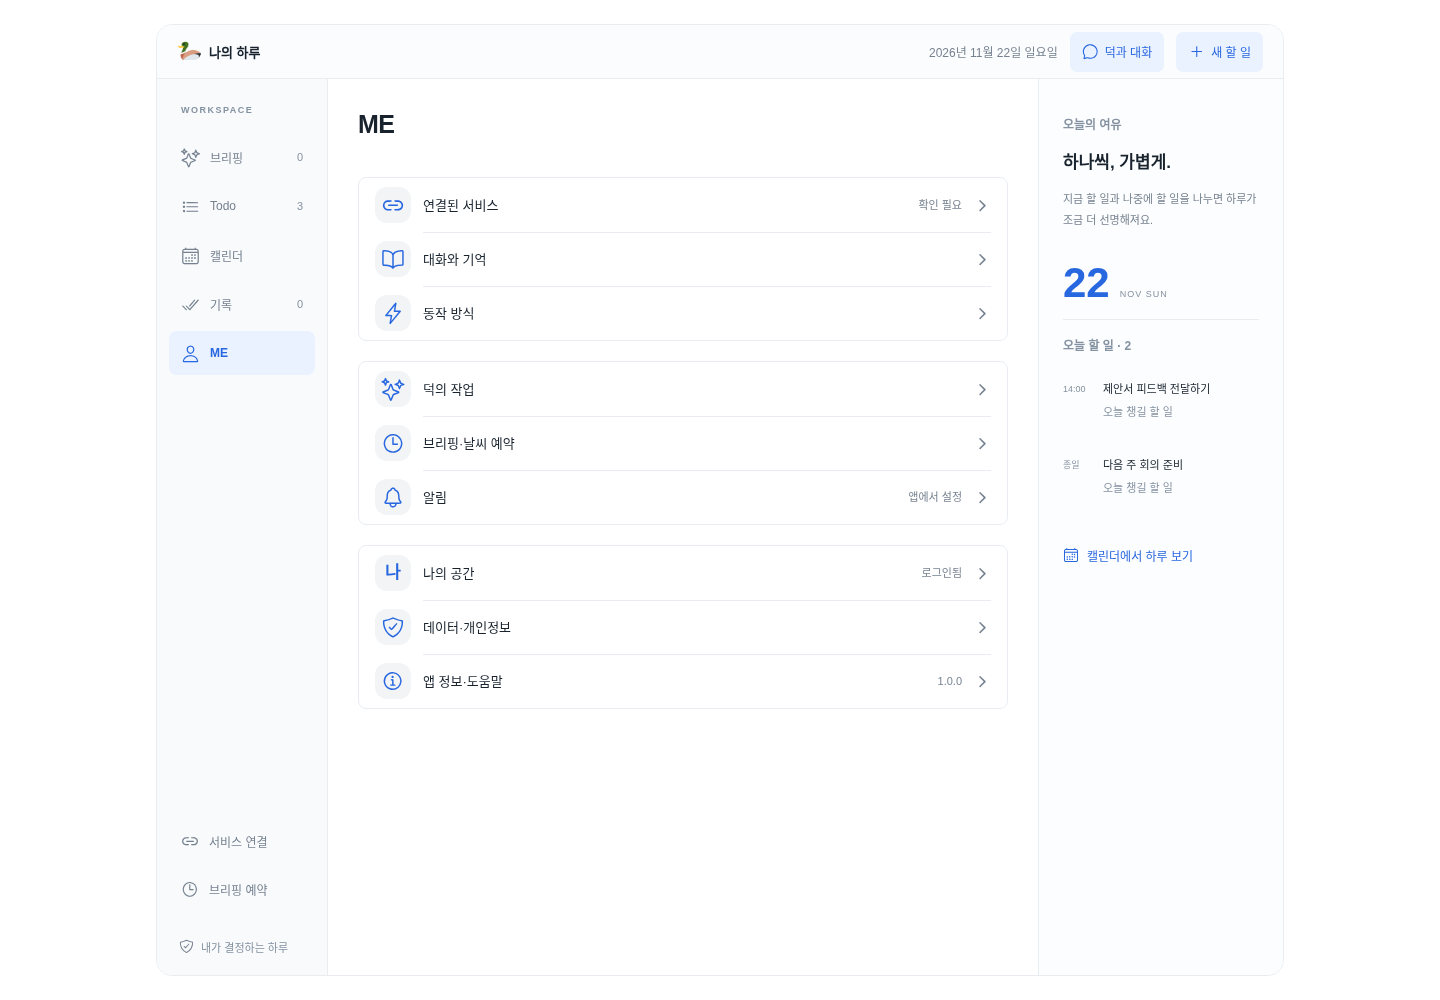 나의 하루
2026년 11월 22일 일요일
덕과 대화
새 할 일
WORKSPACE
브리핑 0
Todo 3
캘린더
기록 0
ME
서비스 연결
브리핑 예약
내가 결정하는 하루
ME
연결된 서비스 확인 필요
대화와 기억
동작 방식
덕의 작업
브리핑·날씨 예약
알림 앱에서 설정
나 나의 공간 로그인됨
데이터·개인정보
앱 정보·도움말 1.0.0
오늘의 여유
하나씩, 가볍게.
지금 할 일과 나중에 할 일을 나누면 하루가
조금 더 선명해져요.
22 NOV SUN
오늘 할 일 · 2
14:00 제안서 피드백 전달하기
오늘 챙길 할 일
종일 다음 주 회의 준비
오늘 챙길 할 일
캘린더에서 하루 보기